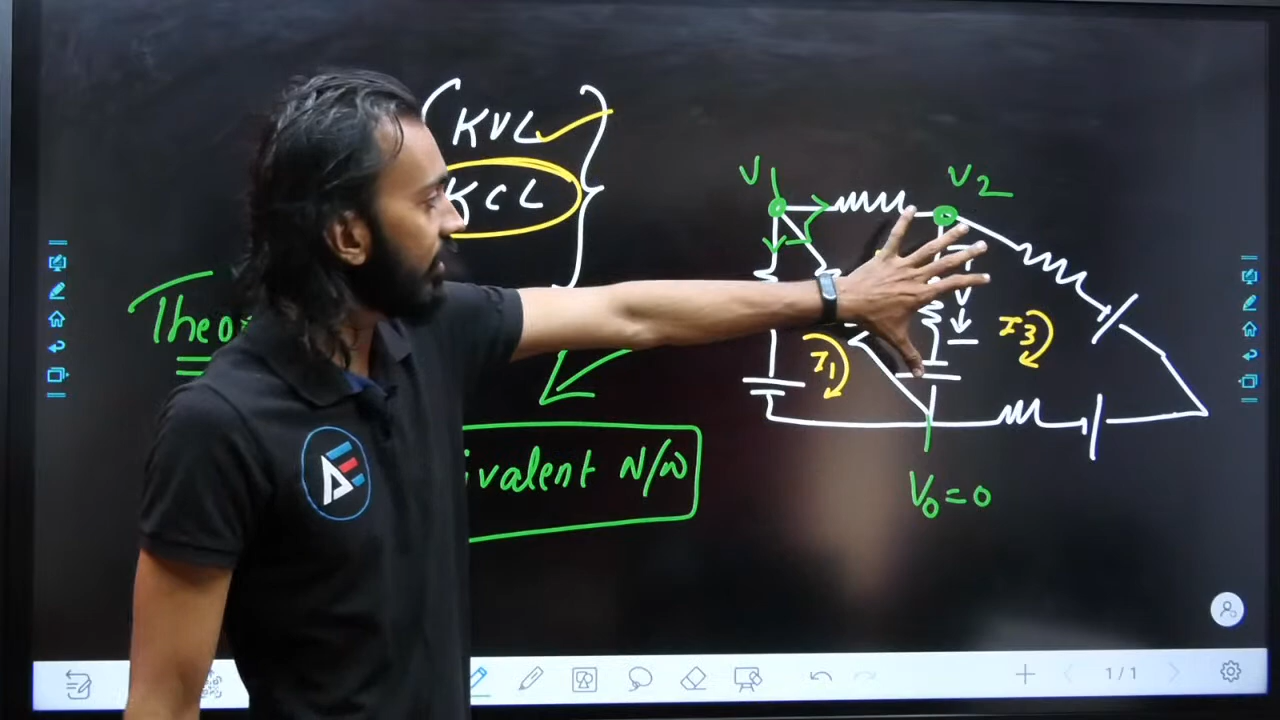 KVL
KCL
V1
V2
Theo
I1
I3
V
ivalent N/W
V0 = 0
1/1